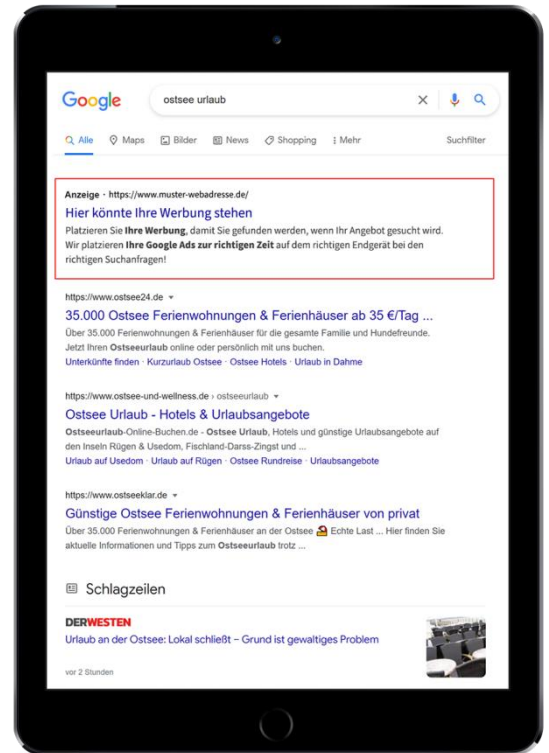 Google
ostsee urlaub
Alle Maps Bilder News Shopping Mehr Suchfilter
Anzeige · https://www.muster-webadresse.de/
Hier könnte Ihre Werbung stehen
Platzieren Sie Ihre Werbung, damit Sie gefunden werden, wenn Ihr Angebot gesucht wird.
Wir platzieren Ihre Google Ads zur richtigen Zeit auf dem richtigen Endgerät bei den
richtigen Suchanfragen!
https://www.ostsee24.de
35.000 Ostsee Ferienwohnungen & Ferienhäuser ab 35 €/Tag ...
Über 35.000 Ferienwohnungen & Ferienhäuser für die gesamte Familie und Hundefreunde.
Jetzt Ihren Ostseeurlaub online oder persönlich mit uns buchen.
Unterkünfte finden · Kurzurlaub Ostsee · Ostsee Hotels · Urlaub in Dahme
https://www.ostsee-und-wellness.de › ostseeurlaub
Ostsee Urlaub - Hotels & Urlaubsangebote
Ostseeurlaub-Online-Buchen.de - Ostsee Urlaub, Hotels und günstige Urlaubsangebote auf
den Inseln Rügen & Usedom, Fischland-Darss-Zingst und ...
Urlaub auf Usedom · Urlaub auf Rügen · Ostsee Rundreise · Urlaubsangebote
https://www.ostseeklar.de
Günstige Ostsee Ferienwohnungen & Ferienhäuser von privat
Über 35.000 Ferienwohnungen & Ferienhäuser an der Ostsee 🏖 Echte Last ... Hier finden Sie
aktuelle Informationen und Tipps zum Ostseeurlaub trotz ...
Schlagzeilen
DERWESTEN
Urlaub an der Ostsee: Lokal schließt – Grund ist gewaltiges Problem
vor 2 Stunden